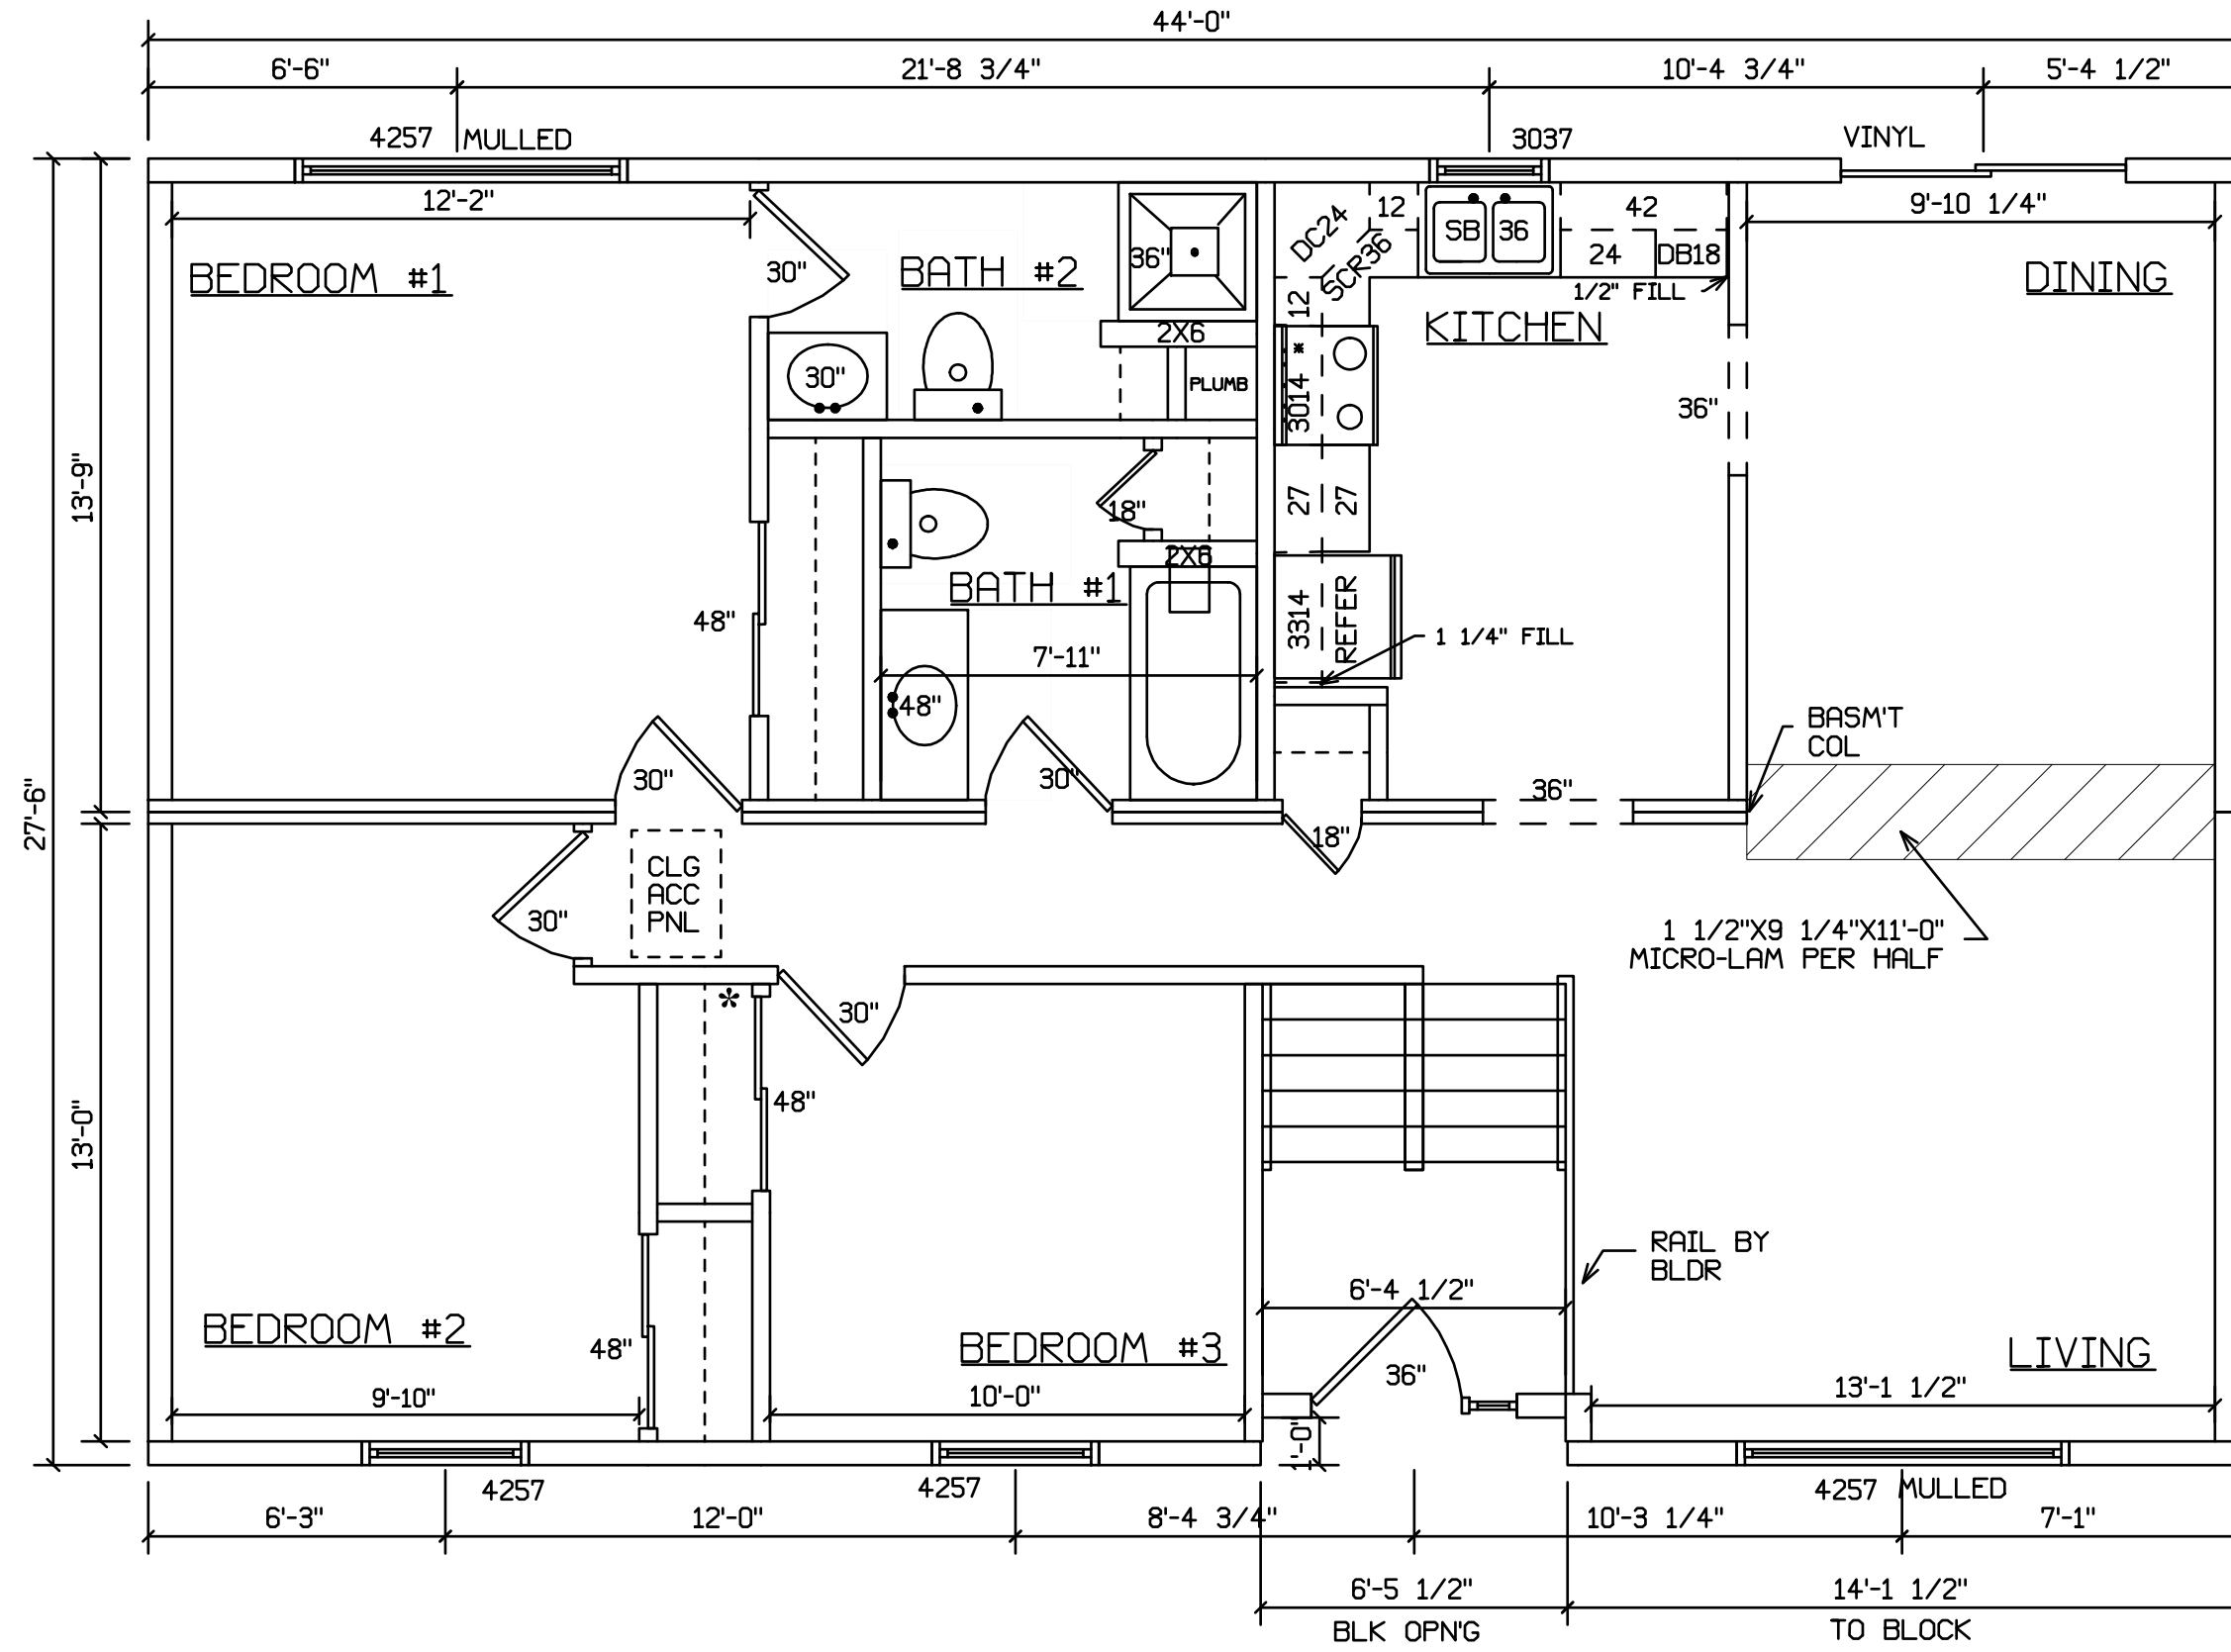 44'-0"
6'-6"
21'-8 3/4"
10'-4 3/4"
5'-4 1/2"
4257 MULLED
3037
VINYL
12'-2"
9'-10 1/4"
BEDROOM #1
30"
BATH #2
36"
DC24
12
SCR36
SB 36
42
24
DB18
1/2" FILL
DINING
12
KITCHEN
2X6
30"
PLUMB
3014 *
36"
13'-9"
18"
27
27
2X6
BATH #1
48"
3314
REFER
1 1/4" FILL
7'-11"
48"
BASM'T
COL
30"
30"
36"
27'-6"
18"
CLG
ACC
PNL
30"
1 1/2"X9 1/4"X11'-0"
MICRO-LAM PER HALF
*
30"
48"
13'-0"
RAIL BY
BLDR
6'-4 1/2"
BEDROOM #2
48"
BEDROOM #3
36"
LIVING
9'-10"
10'-0"
13'-1 1/2"
1'-0"
4257
4257
4257 MULLED
6'-3"
12'-0"
8'-4 3/4"
10'-3 1/4"
7'-1"
6'-5 1/2"
14'-1 1/2"
BLK OPN'G
TO BLOCK